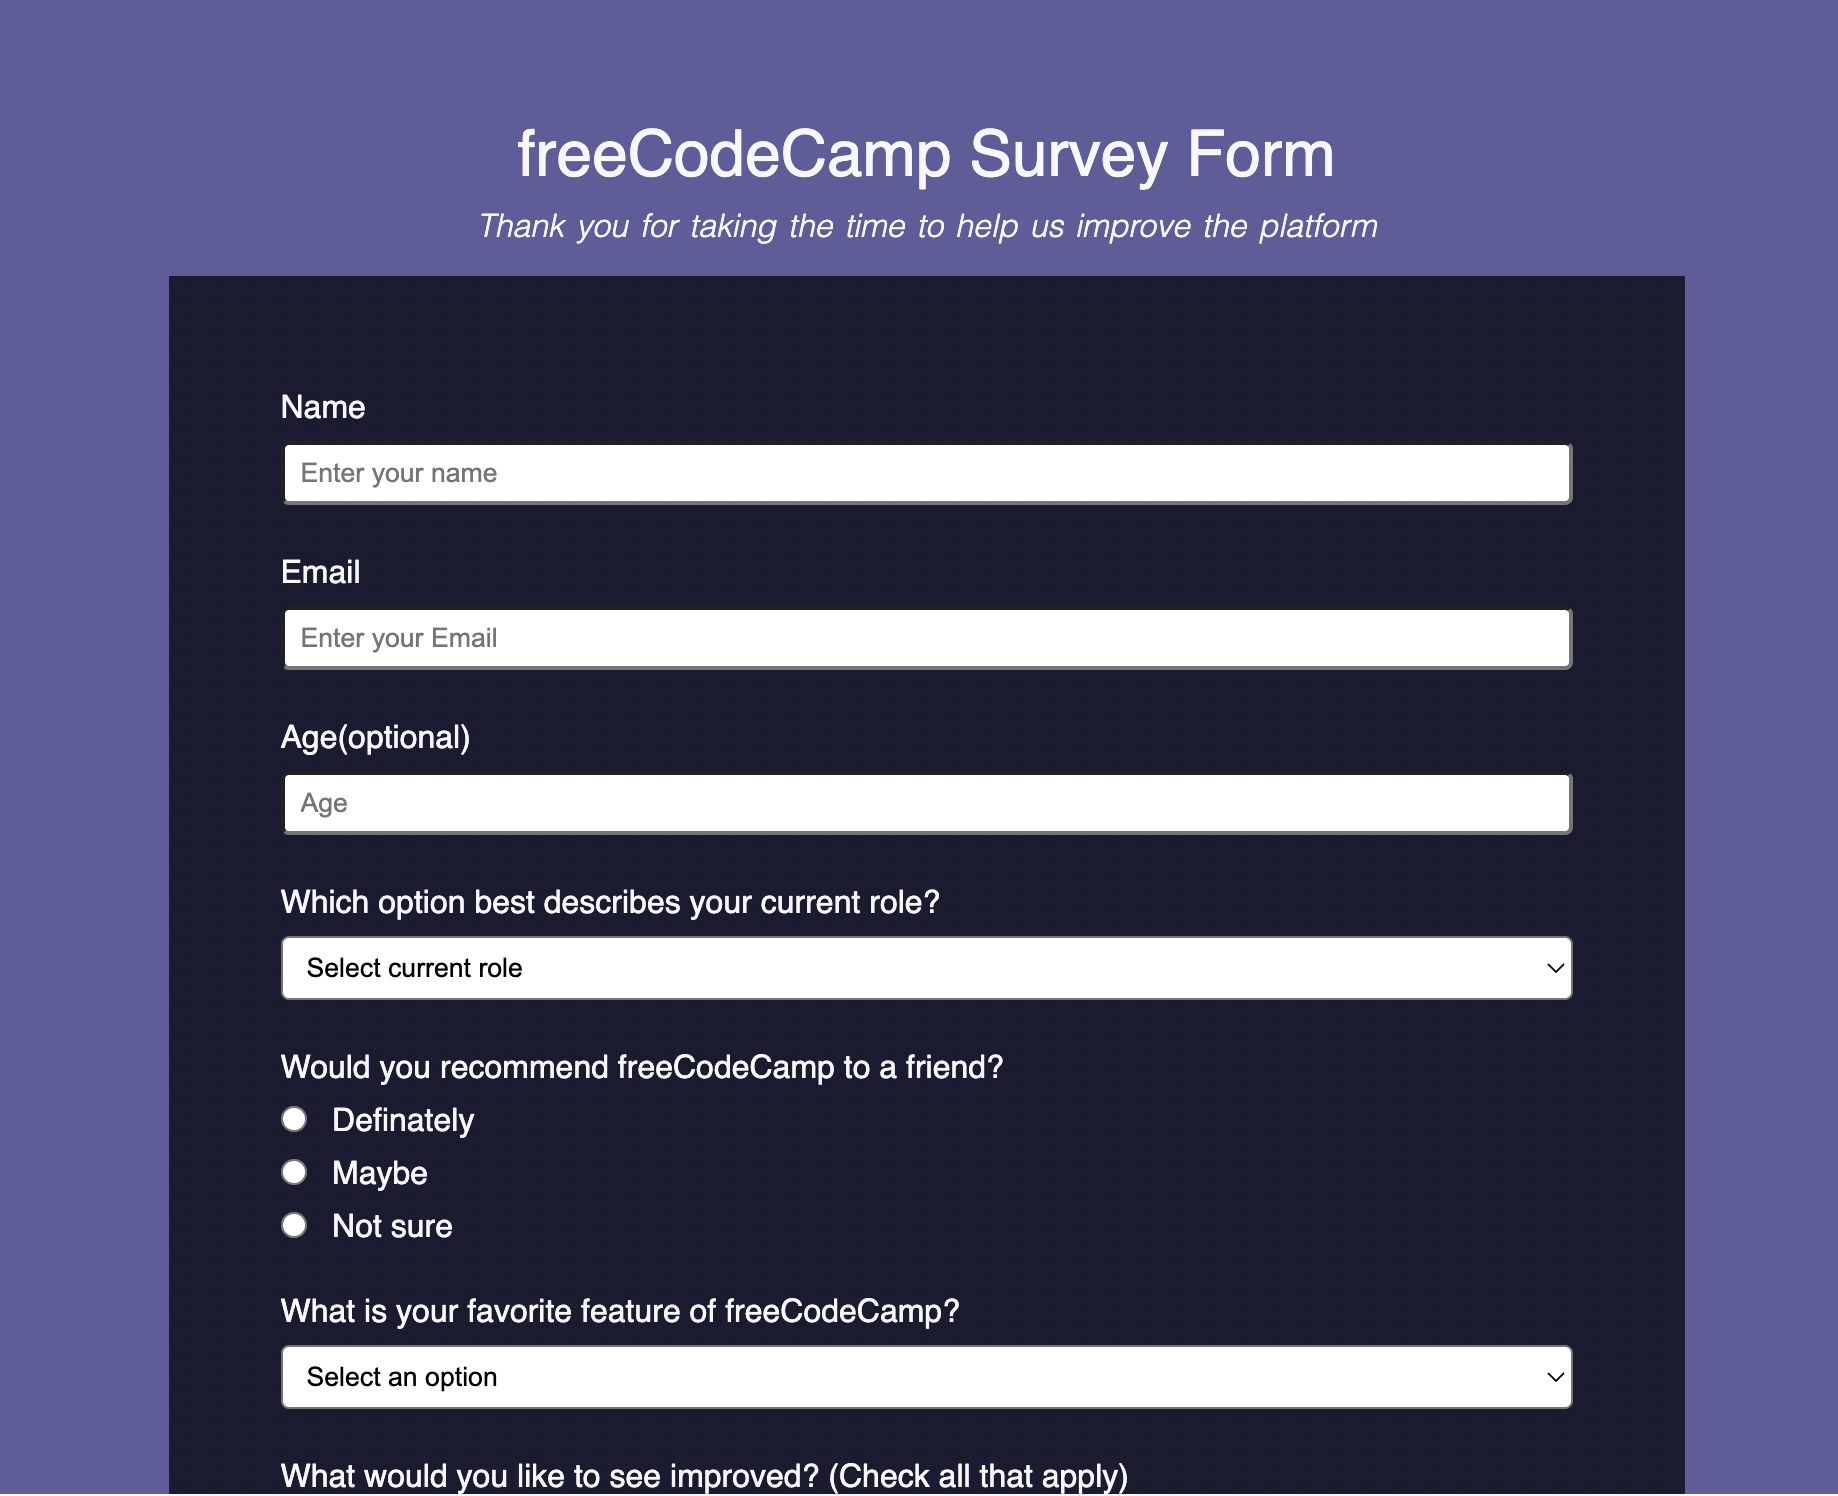 freeCodeCamp Survey Form
Thank you for taking the time to help us improve the platform
Name
Enter your name
Email
Enter your Email
Age(optional)
Age
Which option best describes your current role?
Select current role
Would you recommend freeCodeCamp to a friend?
Definately
Maybe
Not sure
What is your favorite feature of freeCodeCamp?
Select an option
What would you like to see improved? (Check all that apply)